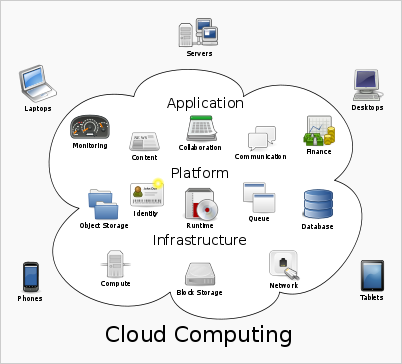 Servers
Laptops
Desktops
Application
Monitoring
Content
Collaboration
Communication
Finance
Platform
Object Storage
Identity
Runtime
Queue
Database
Infrastructure
Compute
Block Storage
Network
Phones
Tablets
Cloud Computing